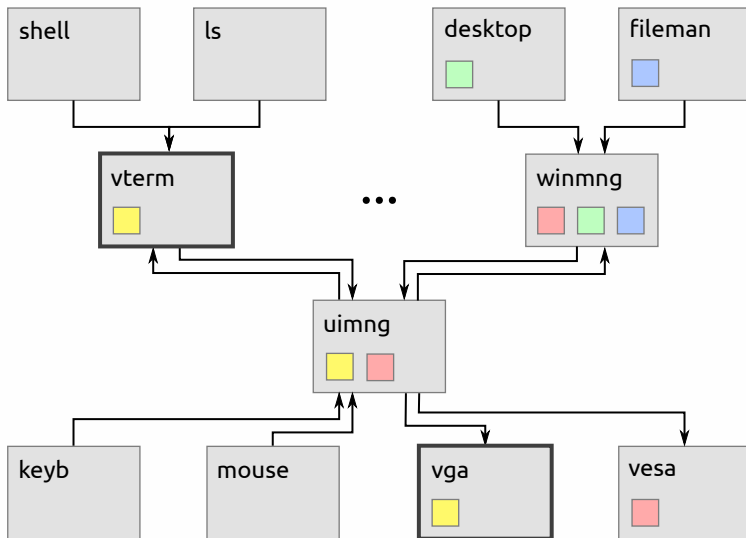 shell
ls
desktop
fileman
vterm
...
winmng
uimng
keyb
mouse
vga
vesa